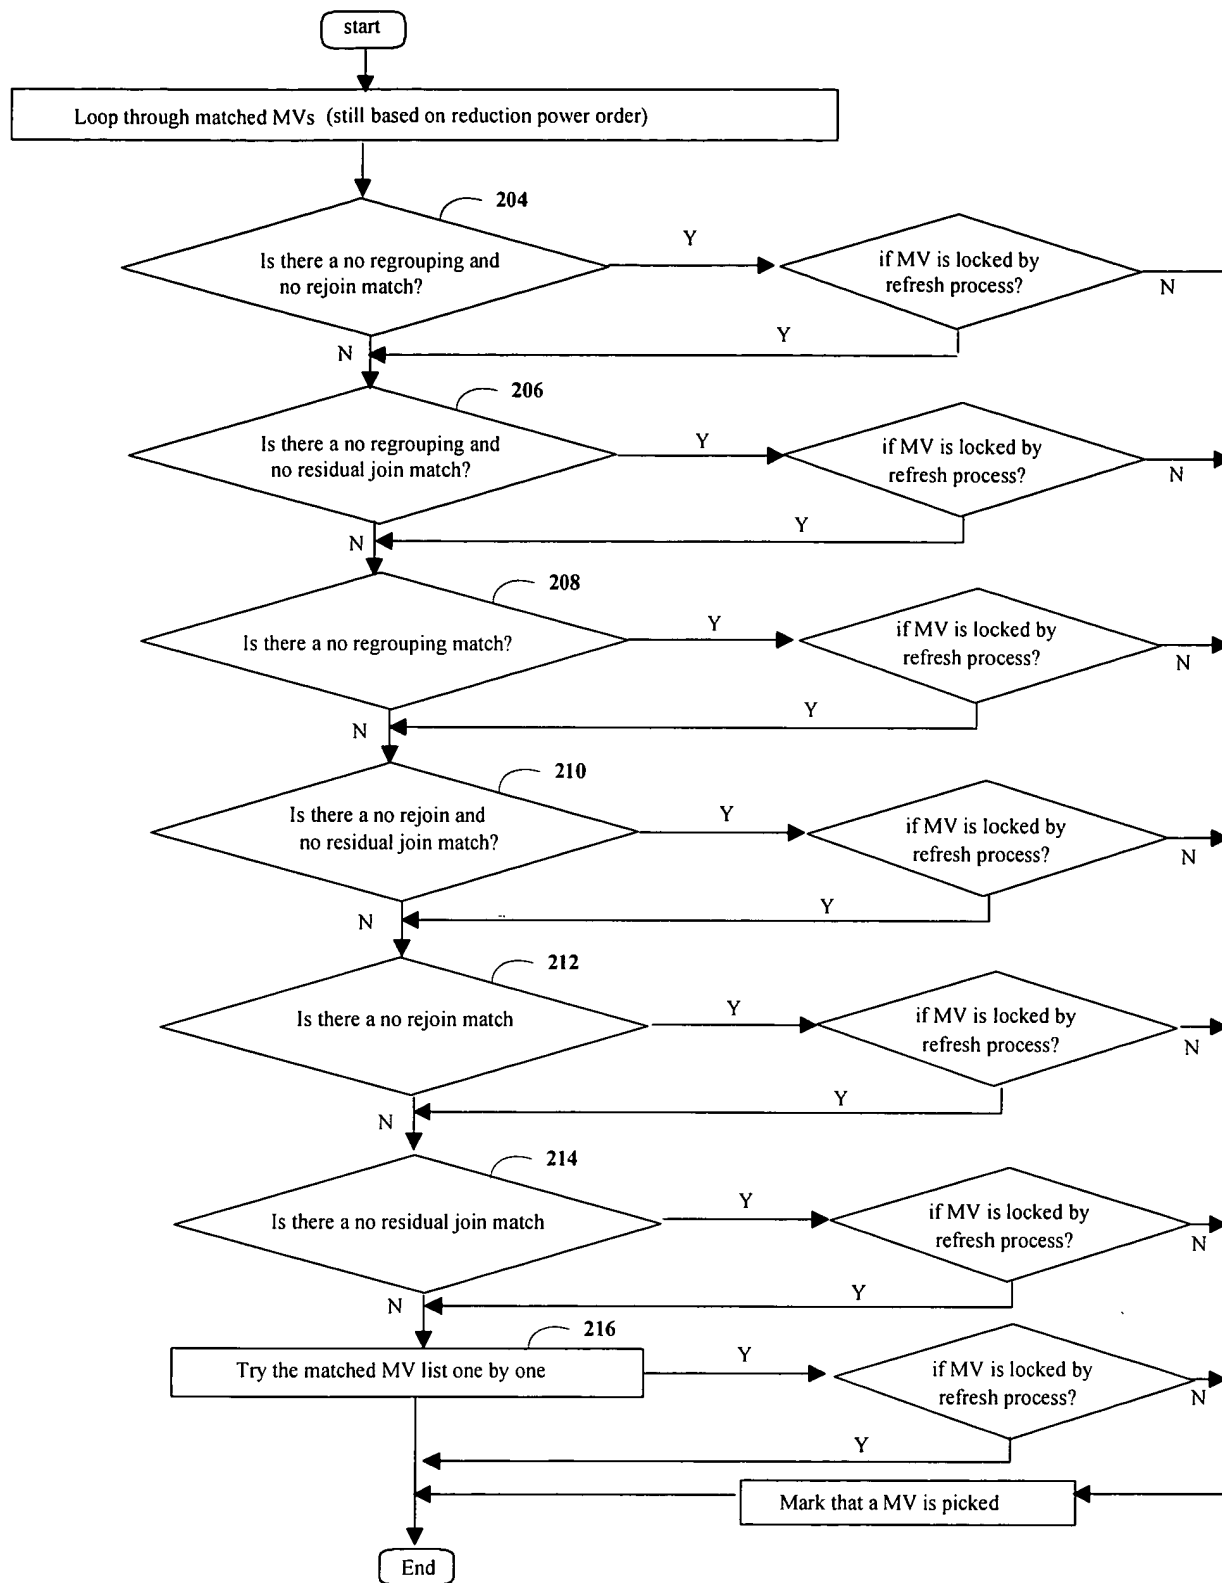 start
Loop through matched MVs (still based on reduction power order)
204
Is there a no regrouping and
no rejoin match?
Y
if MV is locked by
refresh process?
N
Y
N
206
Is there a no regrouping and
no residual join match?
Y
if MV is locked by
refresh process?
N
Y
N
208
Is there a no regrouping match?
Y
if MV is locked by
refresh process?
N
Y
N
210
Is there a no rejoin and
no residual join match?
Y
if MV is locked by
refresh process?
N
Y
N
212
Is there a no rejoin match
Y
if MV is locked by
refresh process?
N
Y
N
214
Is there a no residual join match
Y
if MV is locked by
refresh process?
N
Y
N
216
Try the matched MV list one by one
Y
if MV is locked by
refresh process?
N
Y
Mark that a MV is picked
End